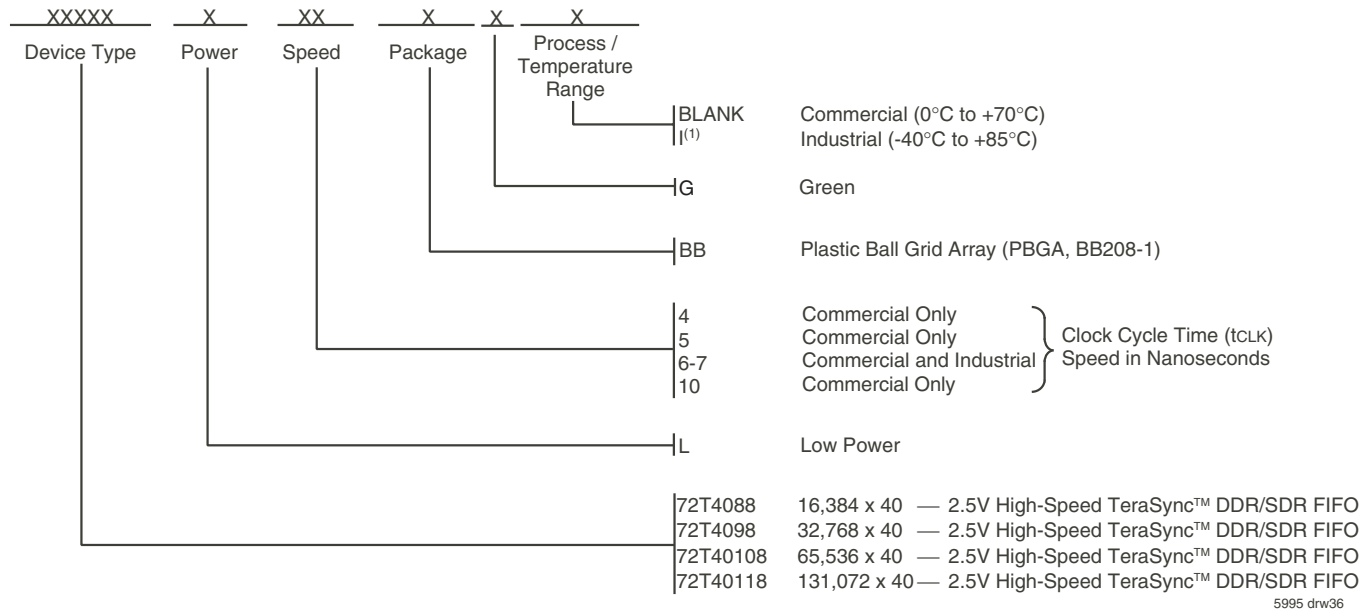 XXXXX X XX X X X
Device Type Power Speed Package Process /
Temperature
Range
BLANK Commercial (0°C to +70°C)
I(1) Industrial (-40°C to +85°C)
G Green
BB Plastic Ball Grid Array (PBGA, BB208-1)
4 Commercial Only
5 Commercial Only
6-7 Commercial and Industrial
10 Commercial Only
Clock Cycle Time (tCLK)
Speed in Nanoseconds
L Low Power
72T4088 16,384 x 40 — 2.5V High-Speed TeraSync™ DDR/SDR FIFO
72T4098 32,768 x 40 — 2.5V High-Speed TeraSync™ DDR/SDR FIFO
72T40108 65,536 x 40 — 2.5V High-Speed TeraSync™ DDR/SDR FIFO
72T40118 131,072 x 40 — 2.5V High-Speed TeraSync™ DDR/SDR FIFO
5995 drw36